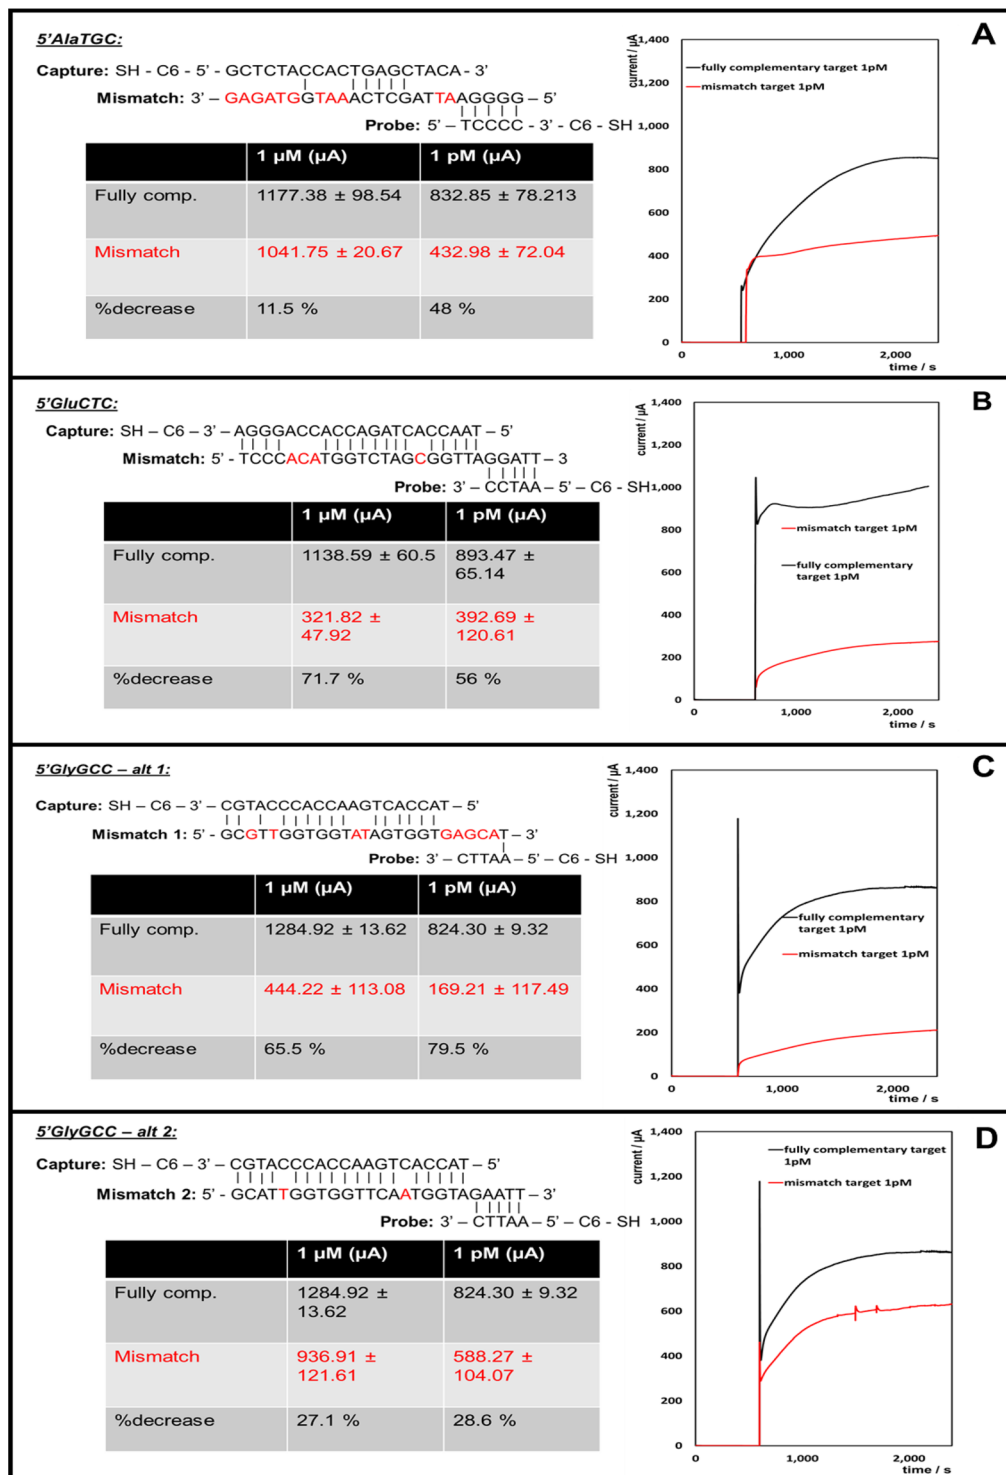 A
5'AlaTGC:
Capture: SH - C6 - 5' - GCTCTACCACTGAGCTACA - 3'
Mismatch: 3' – GAGATGGTAAACTCGATTAAGGGG – 5'
Probe: 5' – TCCCC - 3' - C6 - SH
1 µM (µA) 1 pM (µA)
Fully comp. 1177.38 ± 98.54 832.85 ± 78.213
Mismatch 1041.75 ± 20.67 432.98 ± 72.04
%decrease 11.5 % 48 %
current / µA
1,400
1,200
1,000
800
600
400
200
0
fully complementary target 1pM
mismatch target 1pM
0 1,000 2,000
time / s
B
5'GluCTC:
Capture: SH – C6 – 3' – AGGGACCACCAGATCACCAAT – 5'
Mismatch: 5' - TCCCACATGGTCTAGCGGTTAGGATT – 3
Probe: 3' – CCTAA – 5' – C6 - SH
1 µM (µA) 1 pM (µA)
Fully comp. 1138.59 ± 60.5 893.47 ±
65.14
Mismatch 321.82 ± 392.69 ±
47.92 120.61
%decrease 71.7 % 56 %
current / µA
1,400
1,200
1,000
800
600
400
200
0
mismatch target 1pM
fully complementary
target 1pM
0 1,000 2,000
time / s
C
5'GlyGCC – alt 1:
Capture: SH – C6 – 3' – CGTACCCACCAAGTCACCAT – 5'
Mismatch 1: 5' - GCGTTGGTGGTATAGTGGTGAGCAT – 3'
Probe: 3' – CTTAA – 5' – C6 – SH
1 µM (µA) 1 pM (µA)
Fully comp. 1284.92 ± 13.62 824.30 ± 9.32
Mismatch 444.22 ± 113.08 169.21 ± 117.49
%decrease 65.5 % 79.5 %
current / µA
1,400
1,200
1,000
800
600
400
200
0
fully complementary
target 1pM
mismatch target 1pM
0 1,000 2,000
time / s
D
5'GlyGCC – alt 2:
Capture: SH – C6 – 3' – CGTACCCACCAAGTCACCAT – 5'
Mismatch 2: 5' - GCATTGGTGGTTCAATGGTAGAATT – 3'
Probe: 3' – CTTAA – 5' – C6 - SH
1 µM (µA) 1 pM (µA)
Fully comp. 1284.92 ± 824.30 ± 9.32
13.62
Mismatch 936.91 ± 588.27 ±
121.61 104.07
%decrease 27.1 % 28.6 %
current / µA
1,400
1,200
1,000
800
600
400
200
0
fully complementary target
1pM
mismatch target 1pM
0 1,000 2,000
time / s